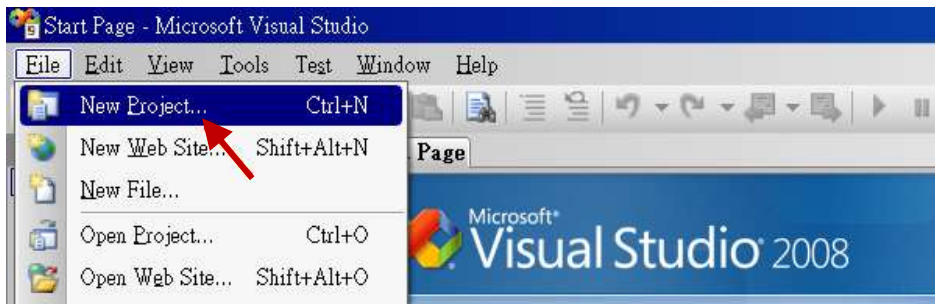 Start Page - Microsoft Visual Studio
File Edit View Tools Test Window Help
New Project... Ctrl+N
New Web Site... Shift+Alt+N
Page
New File...
Microsoft
Visual Studio 2008
Open Project... Ctrl+O
Open Web Site... Shift+Alt+O